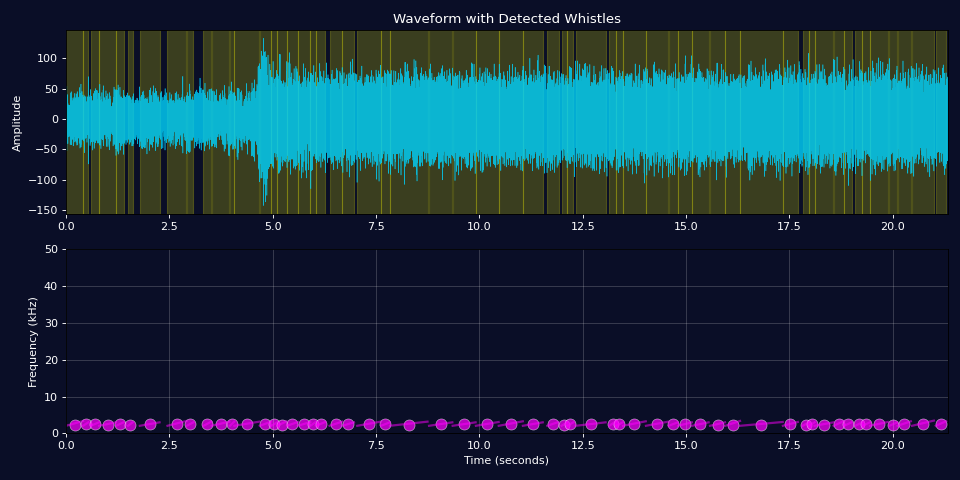 Waveform with Detected Whistles
Amplitude
100
50
0
−50
−100
−150
0.0 2.5 5.0 7.5 10.0 12.5 15.0 17.5 20.0
Frequency (kHz)
50
40
30
20
10
0
0.0 2.5 5.0 7.5 10.0 12.5 15.0 17.5 20.0
Time (seconds)